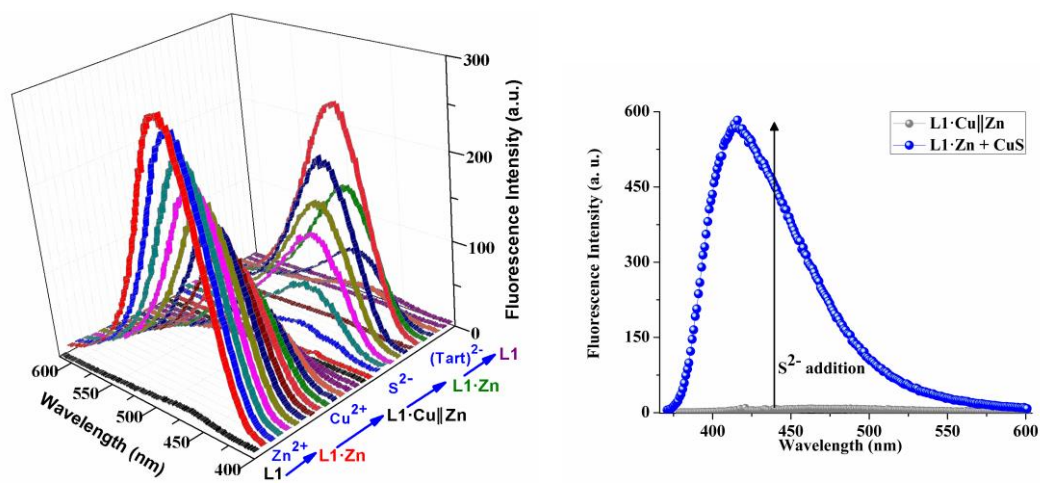 300
200
100
0
Fluorescence Intensity (a.u.)
600
550
500
450
400
Wavelength (nm)
L1
Zn2+
L1·Zn
Cu2+
L1·Cu||Zn
S2-
L1·Zn
(Tart)2-
L1
600
450
300
150
0
Fluorescence Intensity (a. u.)
L1·Cu||Zn
L1·Zn + CuS
S2- addition
400 450 500 550 600
Wavelength (nm)